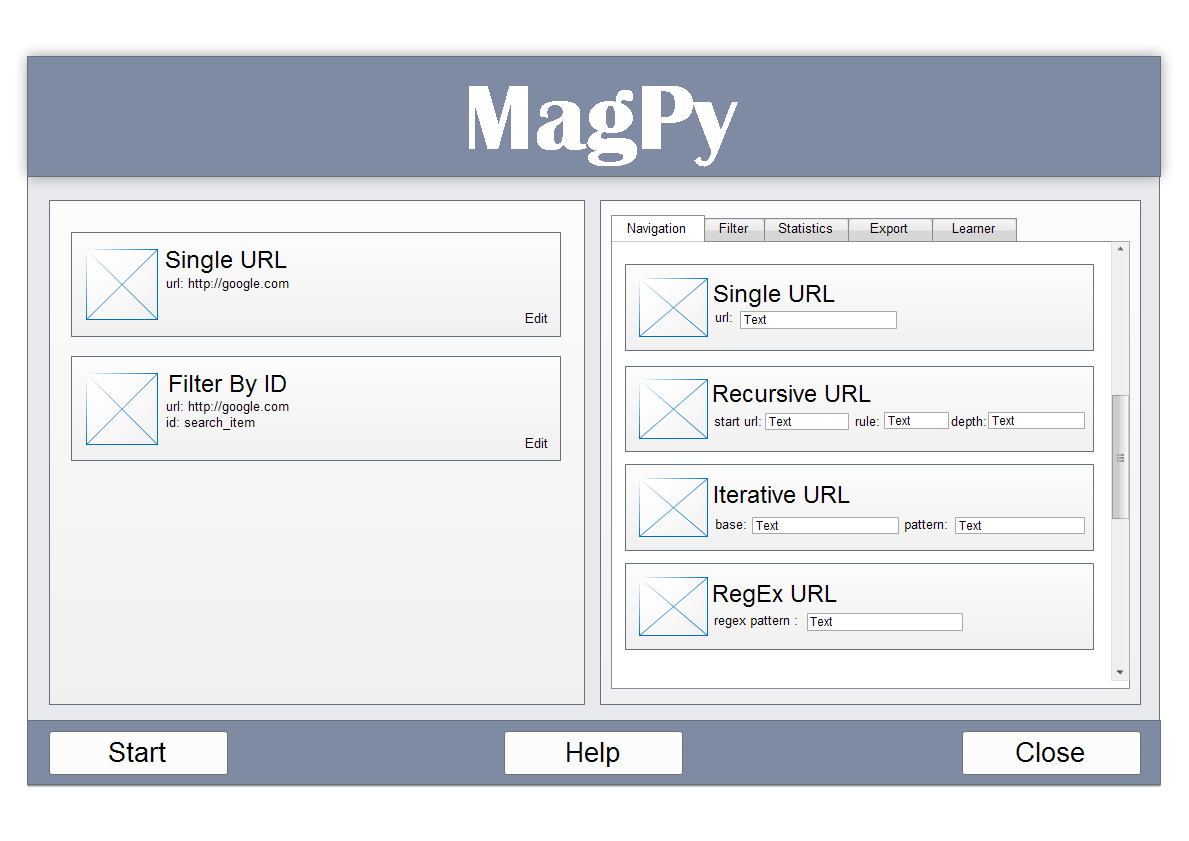 MagPy
Single URL
url: http://google.com
Edit
Filter By ID
url: http://google.com
id: search_item
Edit
Navigation Filter Statistics Export Learner
Single URL
url: Text
Recursive URL
start url: Text rule: Text depth: Text
Iterative URL
base: Text pattern: Text
RegEx URL
regex pattern : Text
Start Help Close